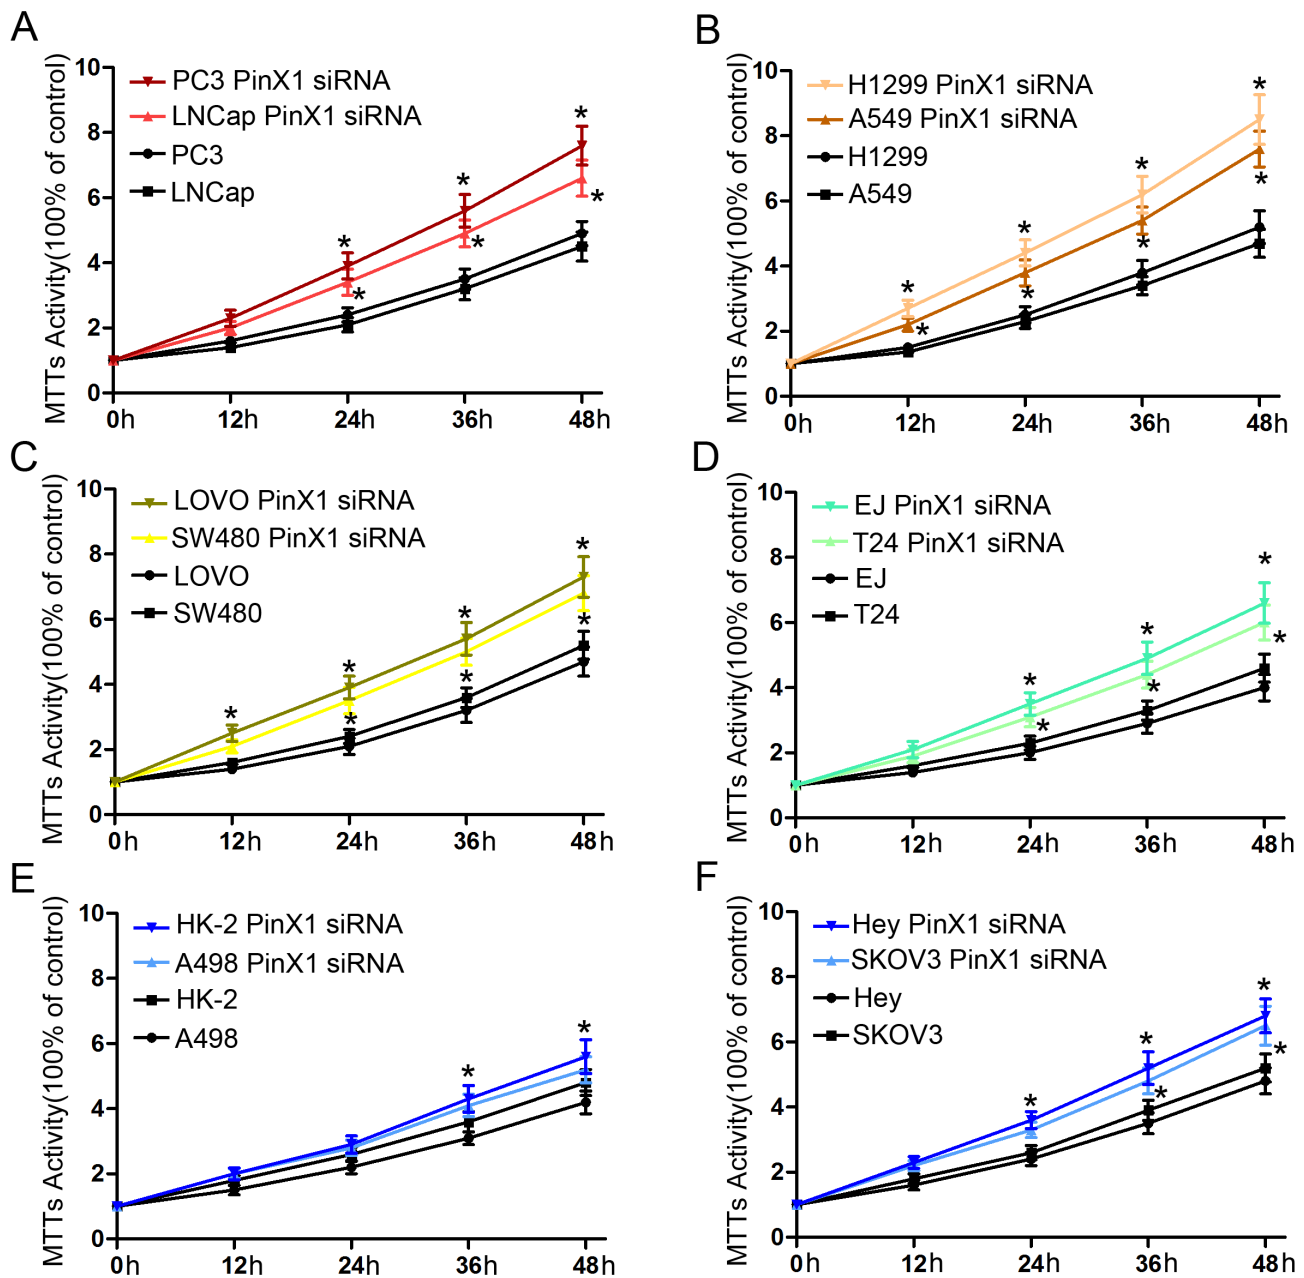 A
MTTs Activity(100% of control)
10
8
6
4
2
0
PC3 PinX1 siRNA
LNCap PinX1 siRNA
PC3
LNCap
* * * * * *
0h 12h 24h 36h 48h
B
MTTs Activity(100% of control)
10
8
6
4
2
0
H1299 PinX1 siRNA
A549 PinX1 siRNA
H1299
A549
* * * * * * * *
0h 12h 24h 36h 48h
C
MTTs Activity(100% of control)
10
8
6
4
2
0
LOVO PinX1 siRNA
SW480 PinX1 siRNA
LOVO
SW480
* * * * * * *
0h 12h 24h 36h 48h
D
MTTs Activity(100% of control)
10
8
6
4
2
0
EJ PinX1 siRNA
T24 PinX1 siRNA
EJ
T24
* * * * * *
0h 12h 24h 36h 48h
E
MTTs Activity(100% of control)
10
8
6
4
2
0
HK-2 PinX1 siRNA
A498 PinX1 siRNA
HK-2
A498
* *
0h 12h 24h 36h 48h
F
MTTs Activity(100% of control)
10
8
6
4
2
0
Hey PinX1 siRNA
SKOV3 PinX1 siRNA
Hey
SKOV3
* * * * *
0h 12h 24h 36h 48h